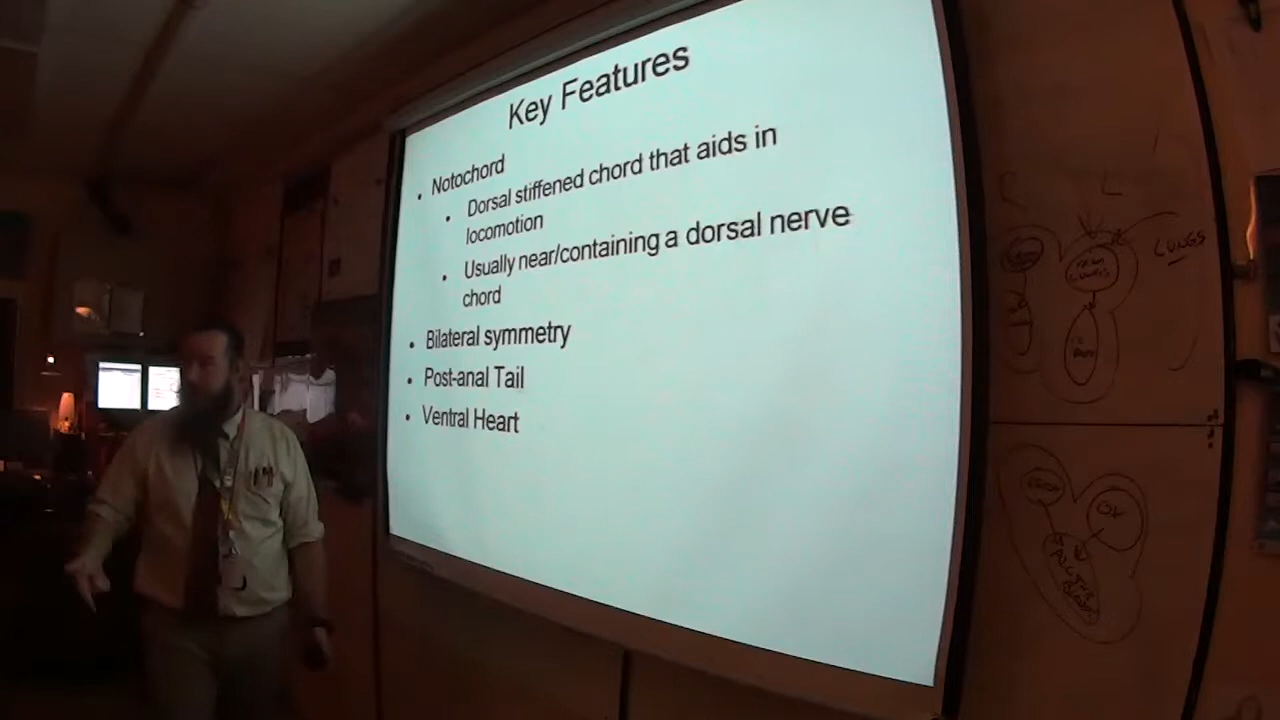 Key Features
• Notochord
• Dorsal stiffened chord that aids in
locomotion
• Usually near/containing a dorsal nerve
chord
• Bilateral symmetry
• Post-anal Tail
• Ventral Heart
R L
LUNGS